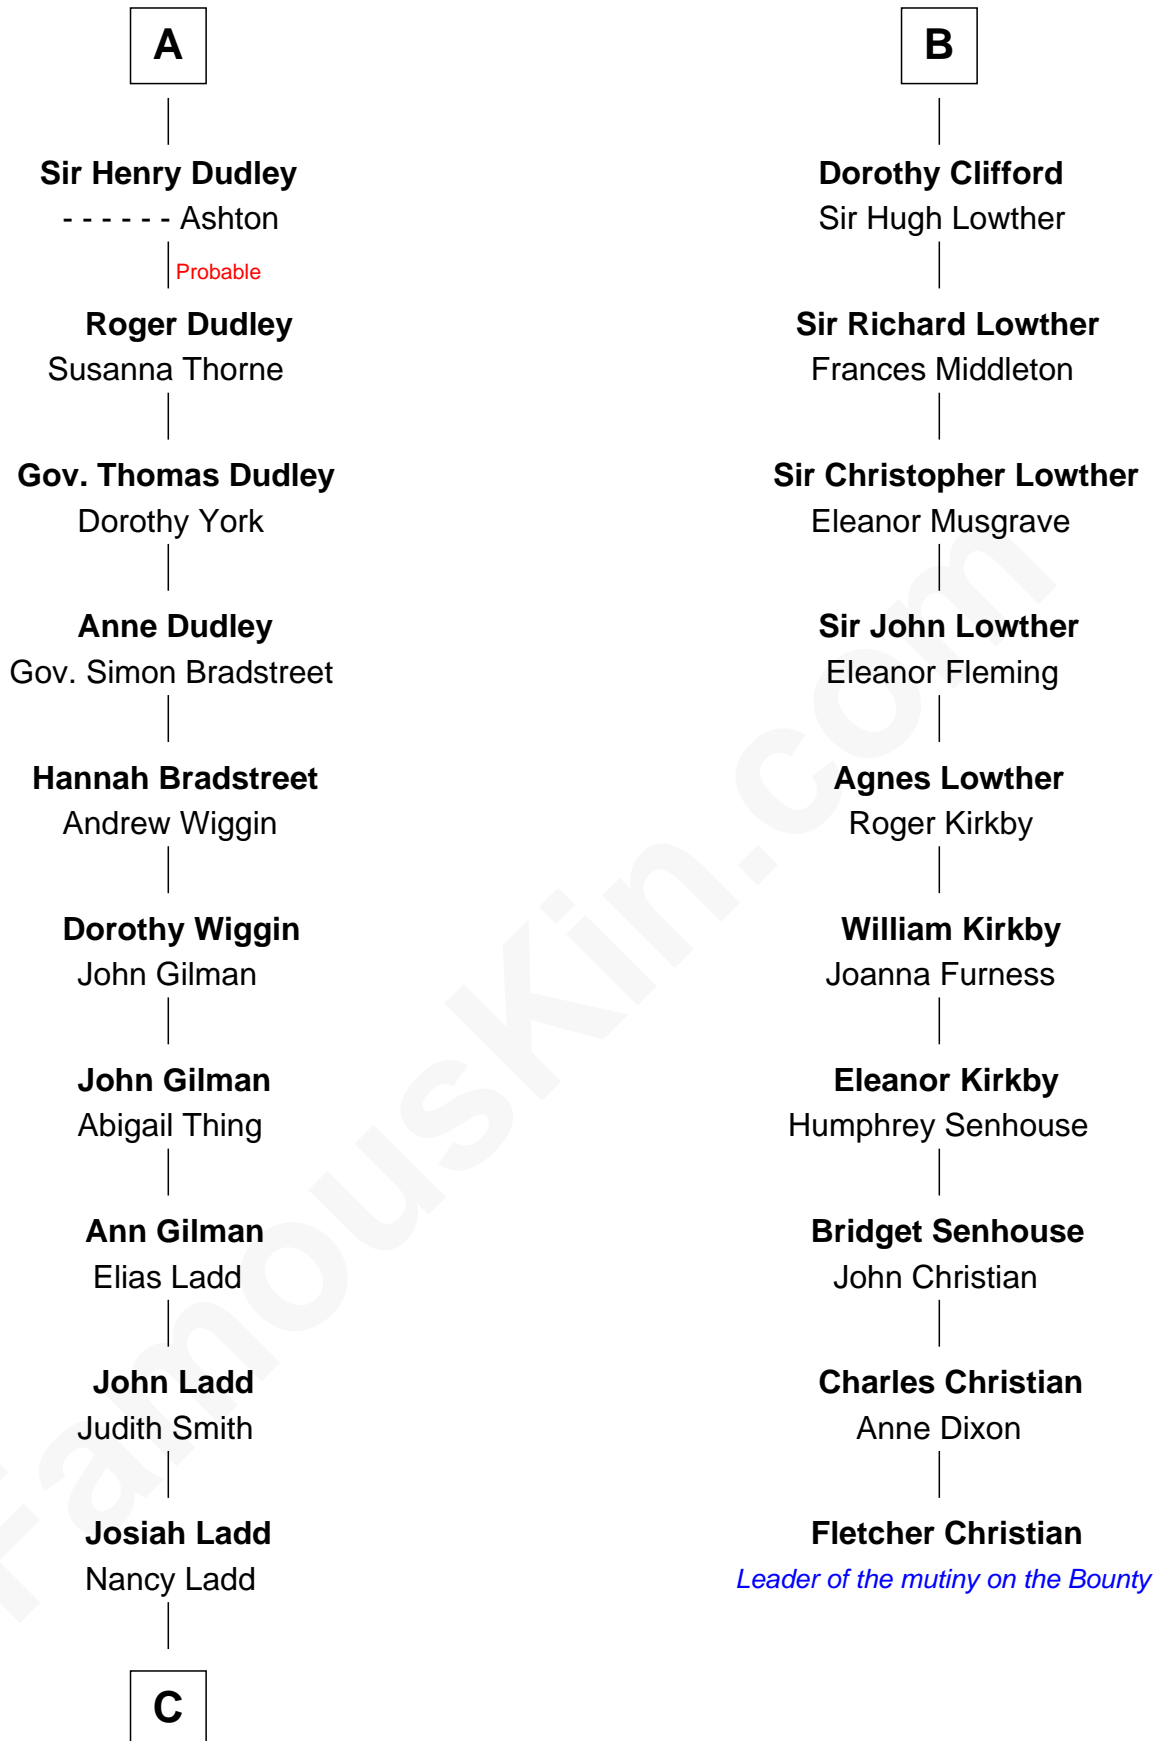 A
Sir Henry Dudley
- - - - - - Ashton
Probable
Roger Dudley
Susanna Thorne
Gov. Thomas Dudley
Dorothy York
Anne Dudley
Gov. Simon Bradstreet
Hannah Bradstreet
Andrew Wiggin
Dorothy Wiggin
John Gilman
John Gilman
Abigail Thing
Ann Gilman
Elias Ladd
John Ladd
Judith Smith
Josiah Ladd
Nancy Ladd
C
B
Dorothy Clifford
Sir Hugh Lowther
Sir Richard Lowther
Frances Middleton
Sir Christopher Lowther
Eleanor Musgrave
Sir John Lowther
Eleanor Fleming
Agnes Lowther
Roger Kirkby
William Kirkby
Joanna Furness
Eleanor Kirkby
Humphrey Senhouse
Bridget Senhouse
John Christian
Charles Christian
Anne Dixon
Fletcher Christian
Leader of the mutiny on the Bounty
FamousKin.com